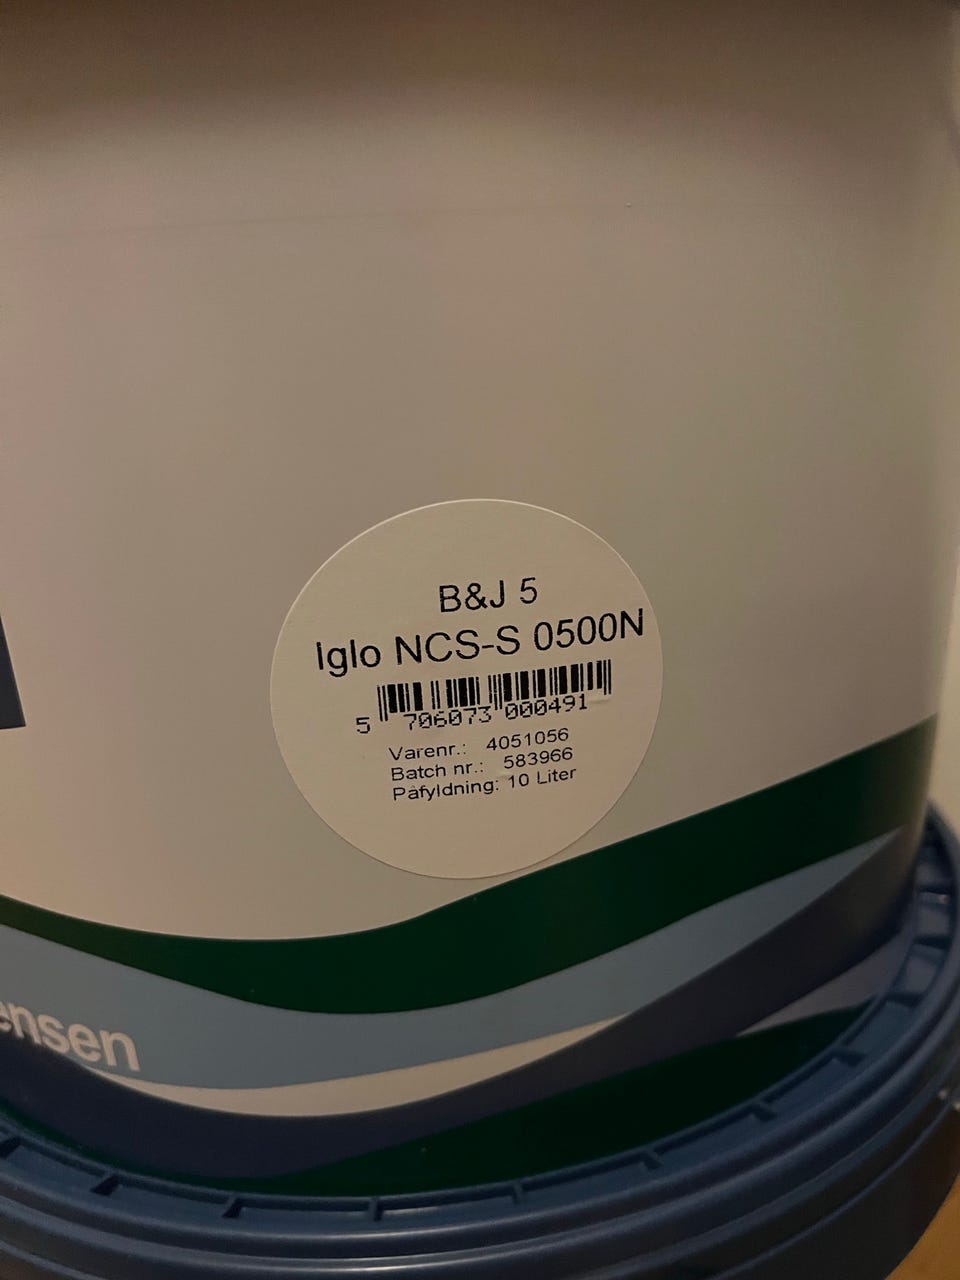 B&J 5
Iglo NCS-S 0500N
5 706073 000491
Varenr.: 4051056
Batch nr.: 583966
Påfyldning: 10 Liter
ensen